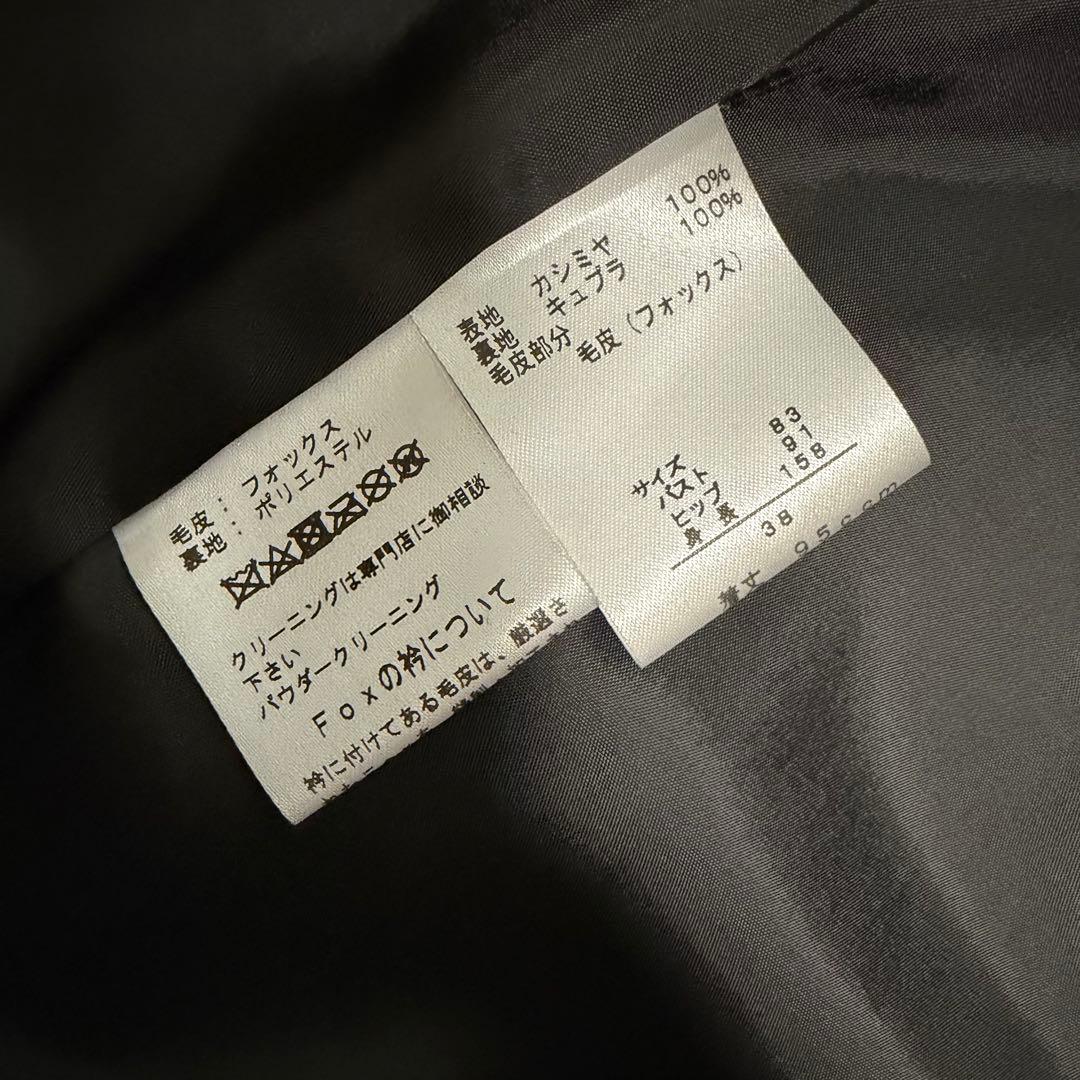 毛皮:フォックス
裏地:ポリエステル
クリーニングは専門店に御相談
下さい
パウダークリーニング
Foxの衿について
衿に付けてある毛皮は、厳選さ
表地 カシミヤ 100%
裏地 キュプラ 100%
毛皮部分
毛皮(フォックス)
サイズ
バスト 83
ヒップ 91
身長 158
38
着丈